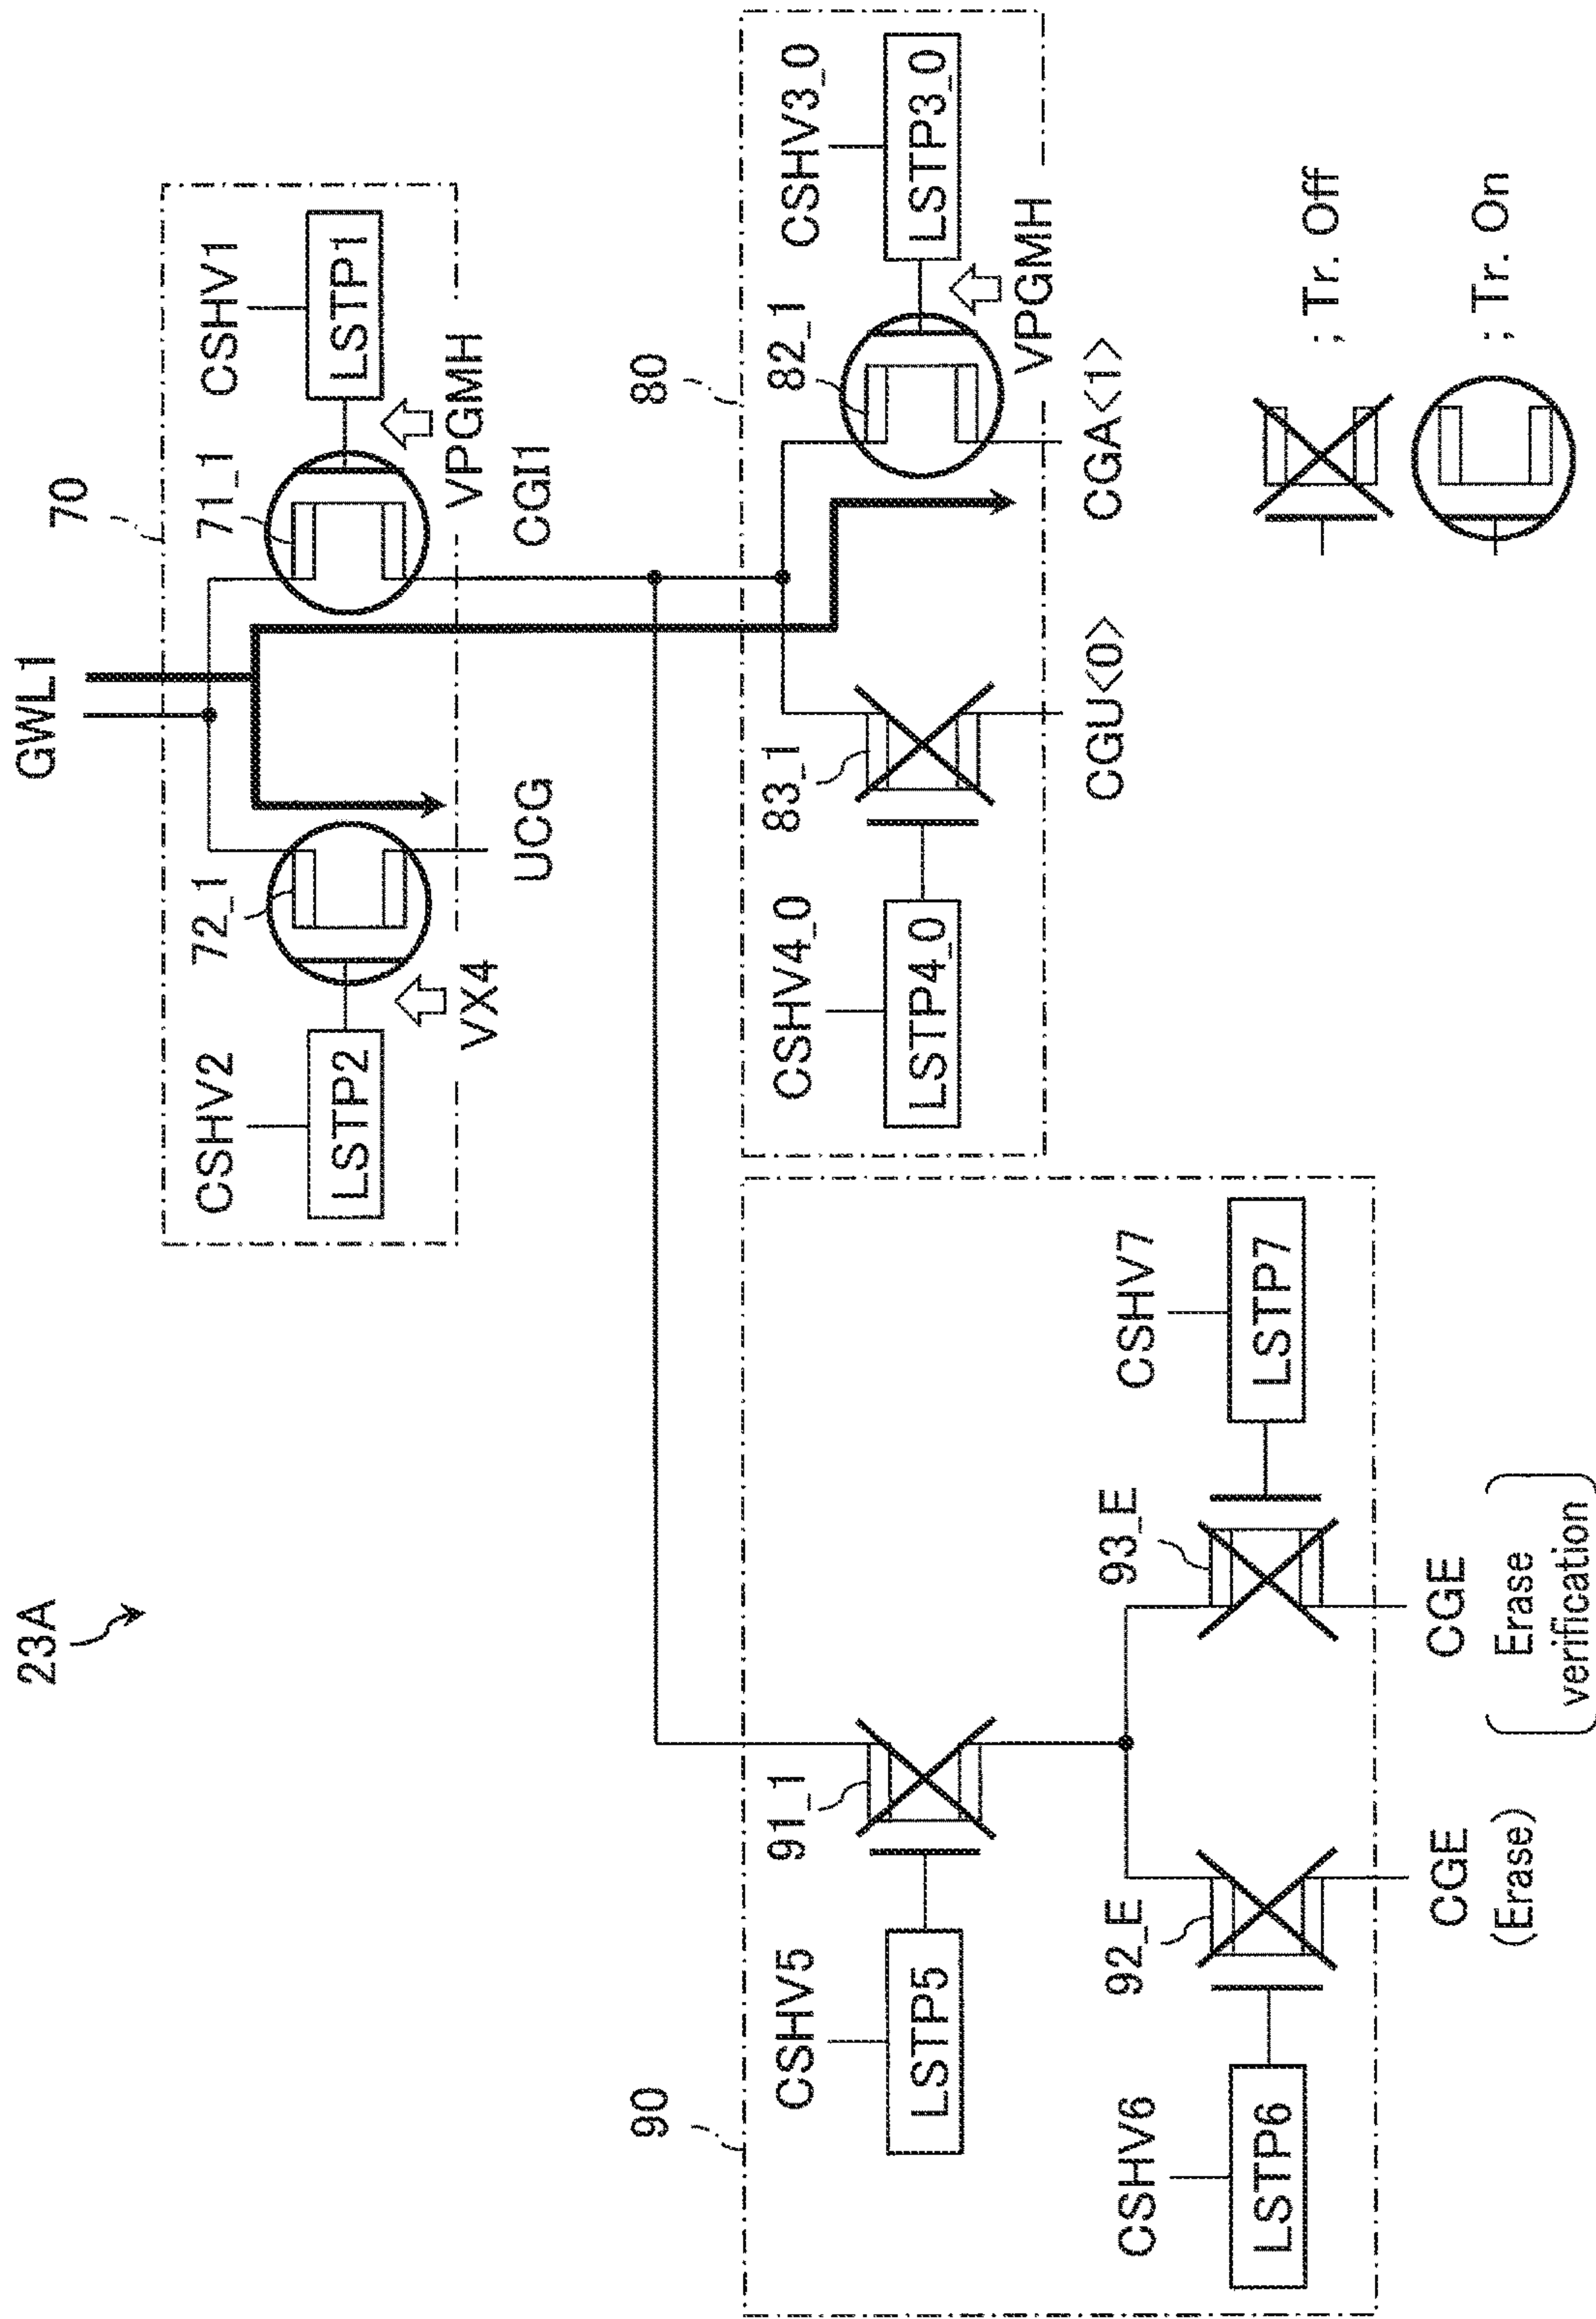 23A
GWL1
70
CSHV2
CSHV1
72_1
71_1
LSTP2
LSTP1
VX4
VPGMH
UCG
CGI1
90
80
CSHV5
91_1
CSHV4_0
83_1
82_1
CSHV3_0
LSTP5
LSTP4_0
LSTP3_0
VPGMH
CGU<0>
CGA<1>
CSHV6
92_E
93_E
CSHV7
LSTP6
LSTP7
CGE
(Erase)
CGE
(Erase
verification)
; Tr. Off
; Tr. On